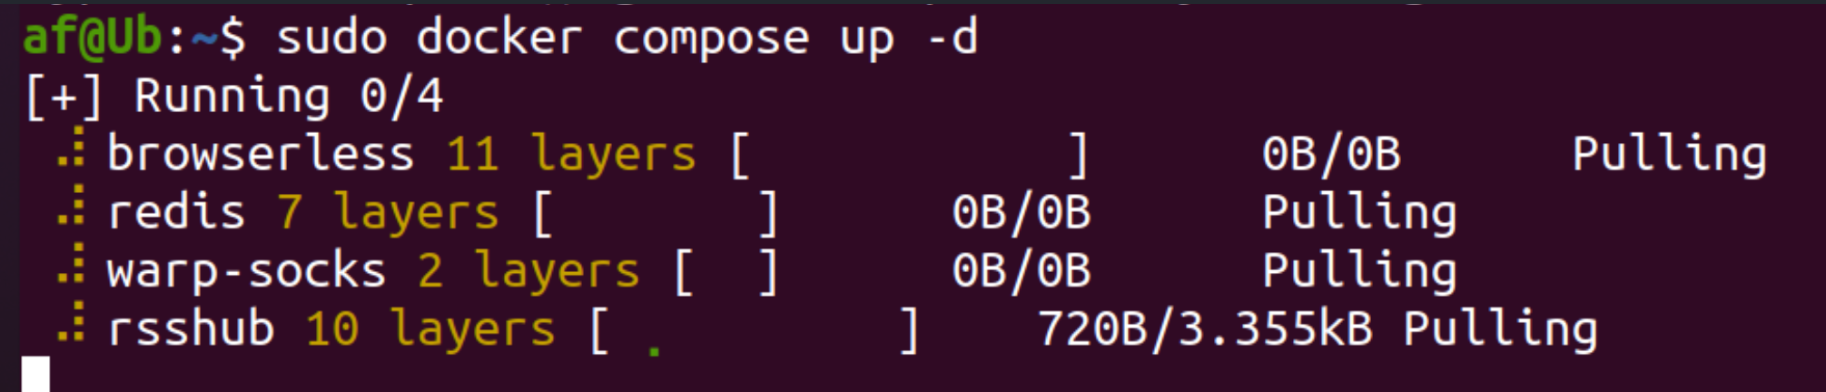 af@Ub:~$ sudo docker compose up -d
[+] Running 0/4
⠼ browserless 11 layers [           ] 0B/0B Pulling
⠼ redis 7 layers [       ] 0B/0B Pulling
⠼ warp-socks 2 layers [  ] 0B/0B Pulling
⠼ rsshub 10 layers [ ⡀        ] 720B/3.355kB Pulling